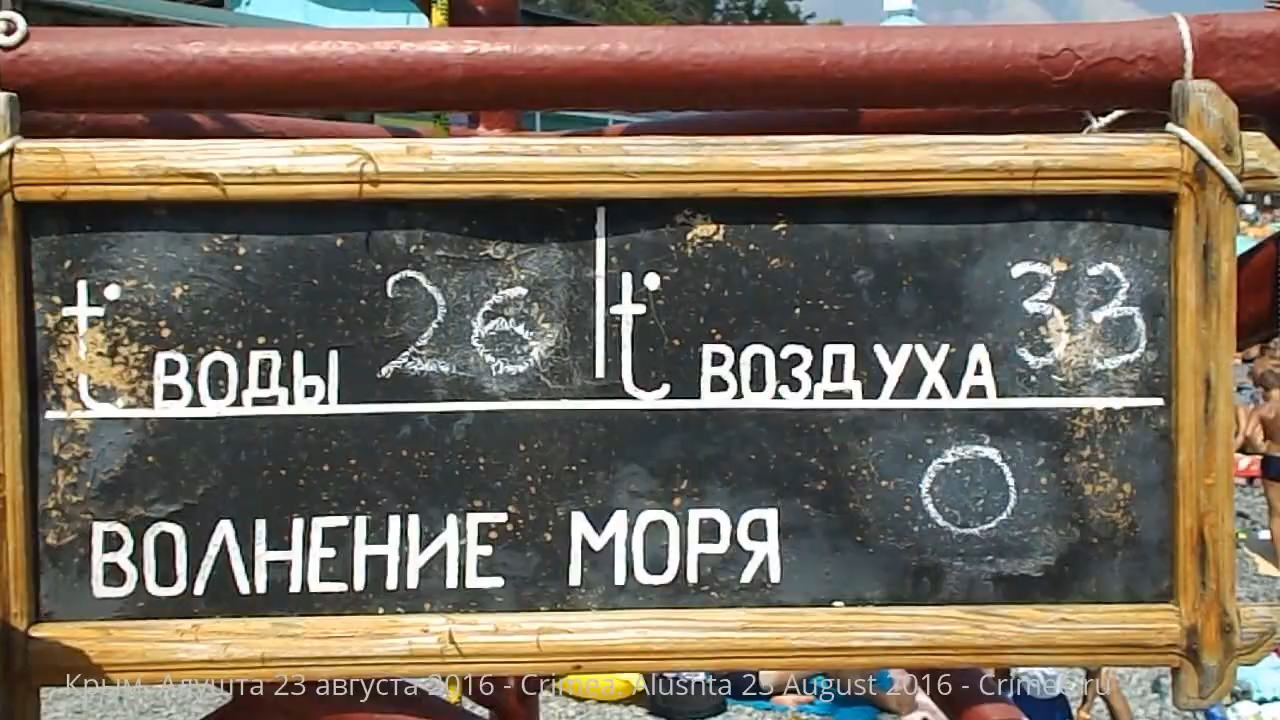 t° воды 26 t° воздуха 33
ВОЛНЕНИЕ МОРЯ 0
Крым, Алушта 23 августа 2016 - Crimea, Alushta 23 August 2016 - Crimea.ru